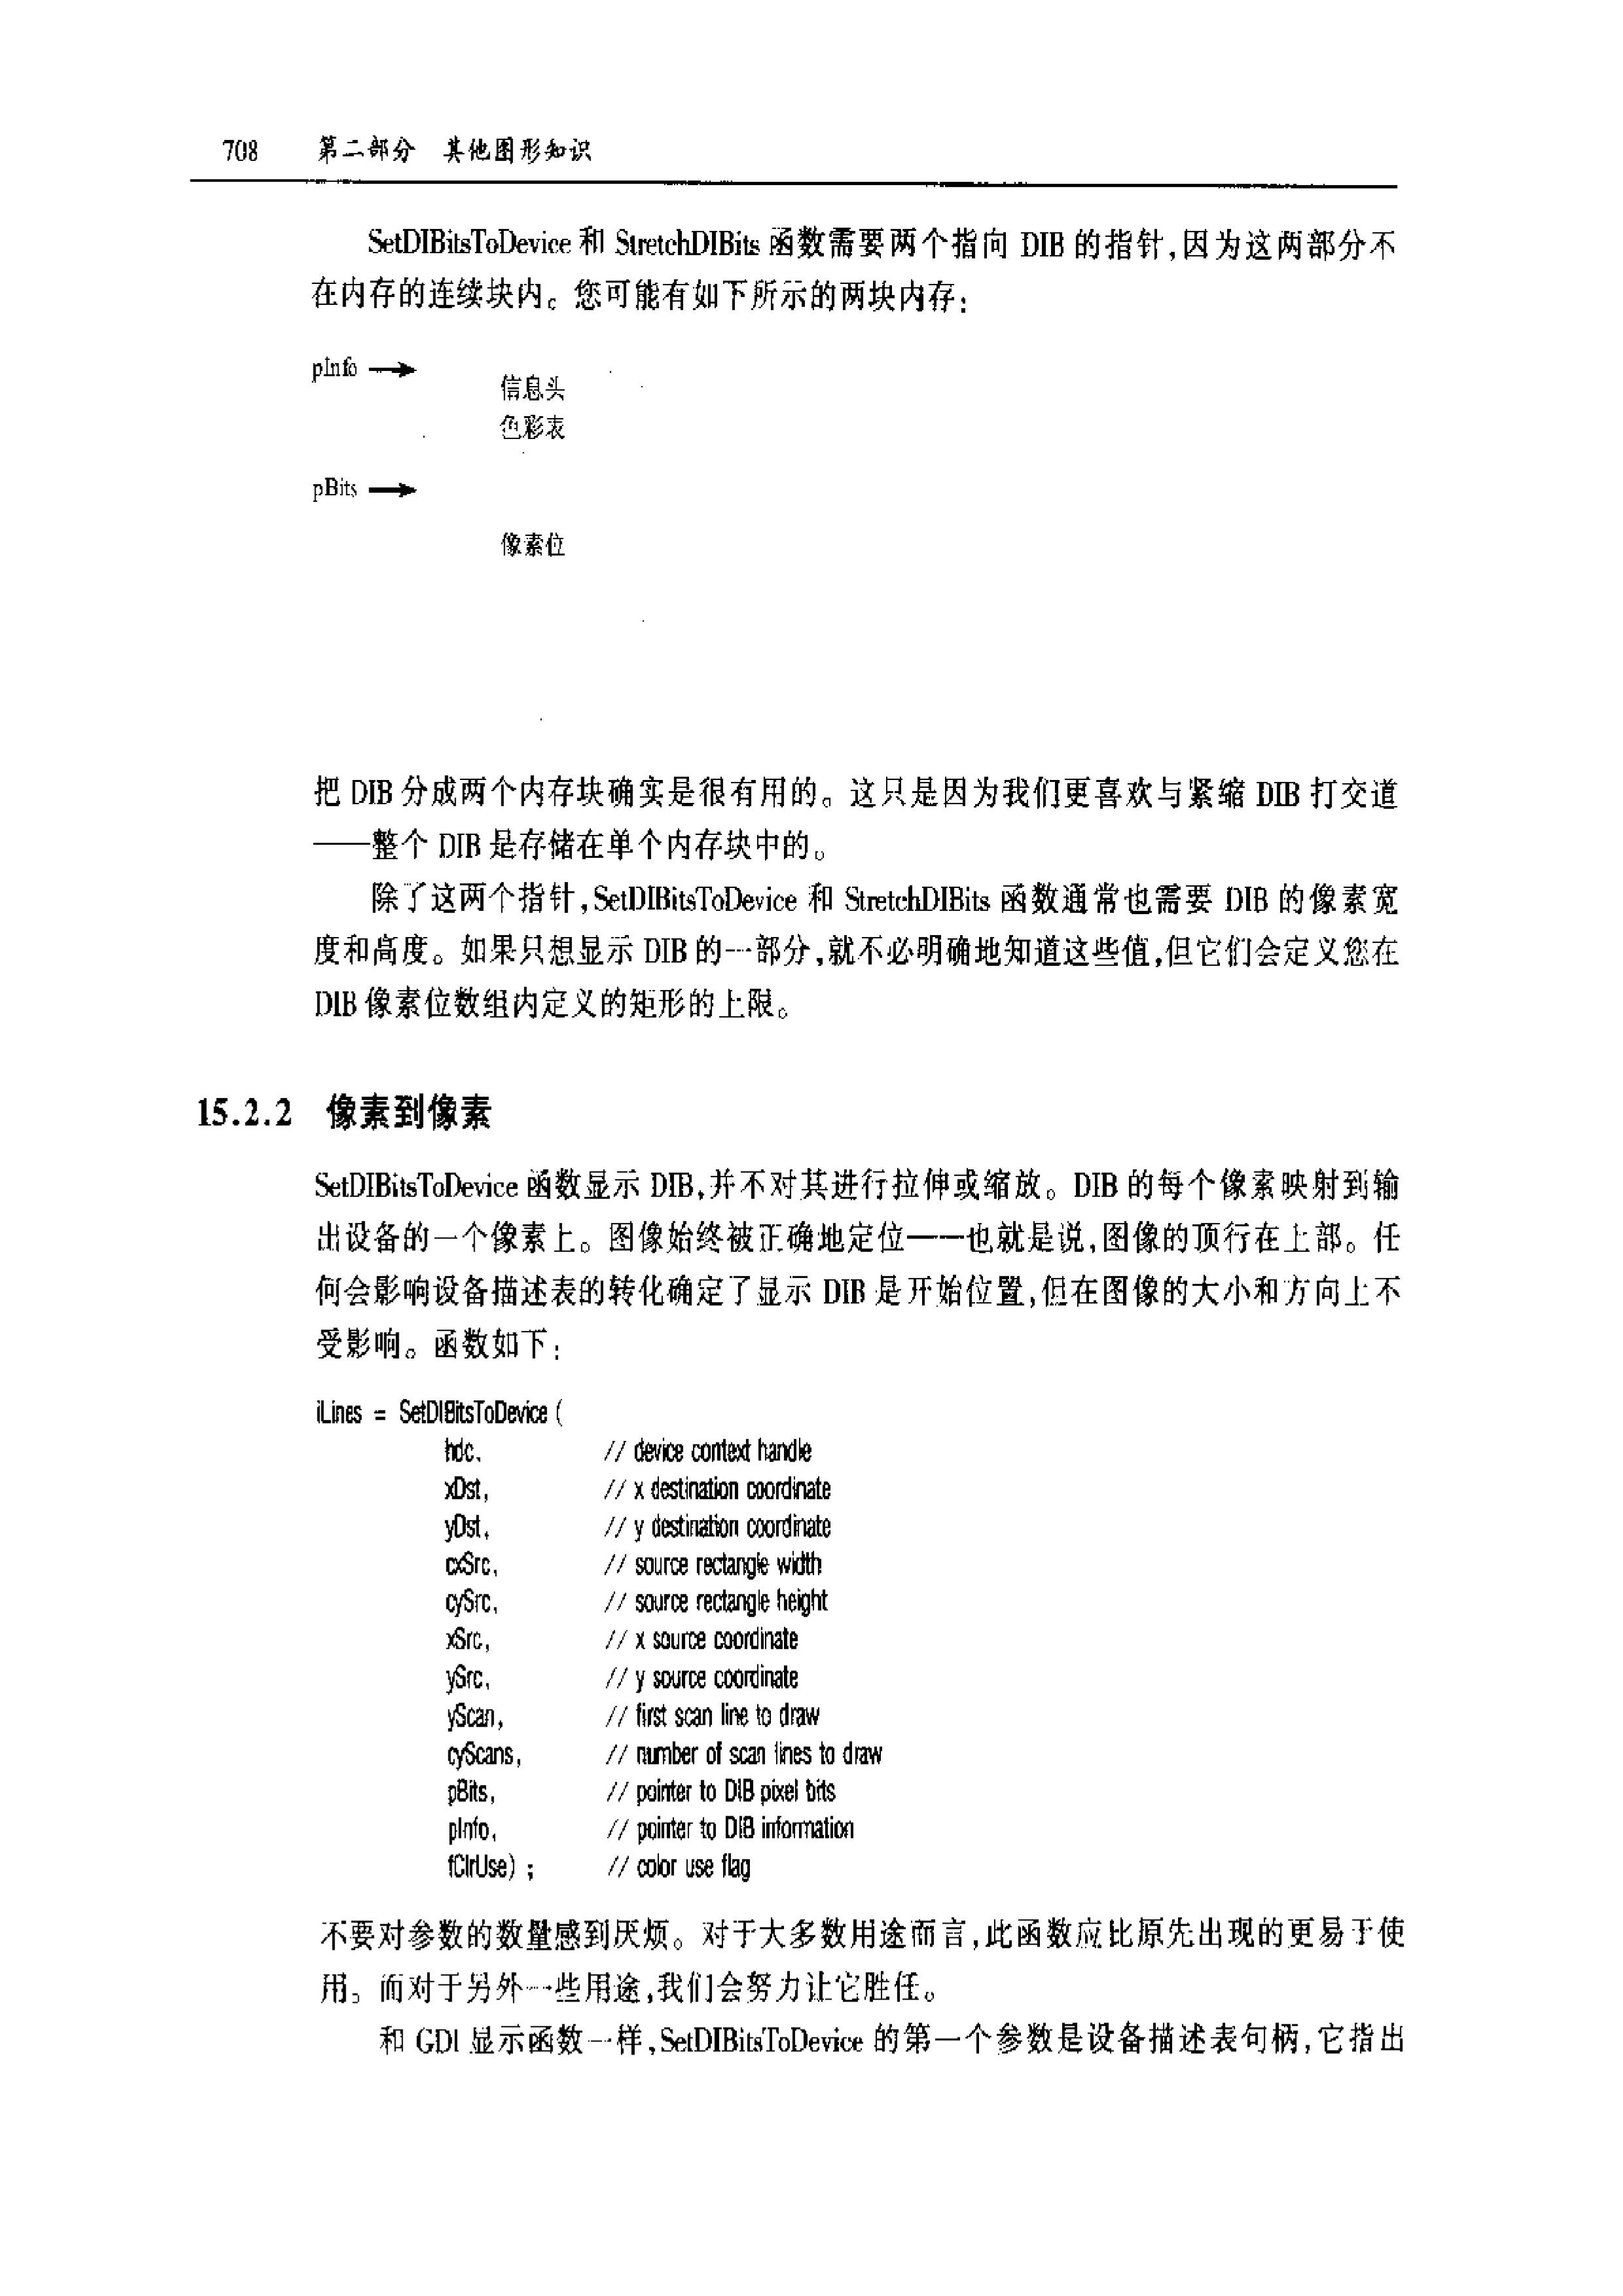 708 第二部分 其他图形知识
SetDIBitsToDevice 和 StretchDIBits 函数需要两个指向 DIB 的指针,因为这两部分不
在内存的连续块内。您可能有如下所示的两块内存:
pInfo →
信息头
色彩表
pBits →
像素位
把 DIB 分成两个内存块确实是很有用的。这只是因为我们更喜欢与紧缩 DIB 打交道
——整个 DIB 是存储在单个内存块中的。
除了这两个指针,SetDIBitsToDevice 和 StretchDIBits 函数通常也需要 DIB 的像素宽
度和高度。如果只想显示 DIB 的一部分,就不必明确地知道这些值,但它们会定义您在
DIB 像素位数组内定义的矩形的上限。
15.2.2 像素到像素
SetDIBitsToDevice 函数显示 DIB,并不对其进行拉伸或缩放。DIB 的每个像素映射到输
出设备的一个像素上。图像始终被正确地定位——也就是说,图像的顶行在上部。任
何会影响设备描述表的转化确定了显示 DIB 是开始位置,但在图像的大小和方向上不
受影响。函数如下:
iLines = SetDIBitsToDevice (
hdc, // device context handle
xDst, // x destination coordinate
yDst, // y destination coordinate
cxSrc, // source rectangle width
cySrc, // source rectangle height
xSrc, // x source coordinate
ySrc, // y source coordinate
yScan, // first scan line to draw
cyScans, // number of scan lines to draw
pBits, // pointer to DIB pixel bits
pInfo, // pointer to DIB information
fClrUse) ; // color use flag
不要对参数的数量感到厌烦。对于大多数用途而言,此函数应比原先出现的更易于使
用。而对于另外一些用途,我们会努力让它胜任。
和 GDI 显示函数一样,SetDIBitsToDevice 的第一个参数是设备描述表句柄,它指出